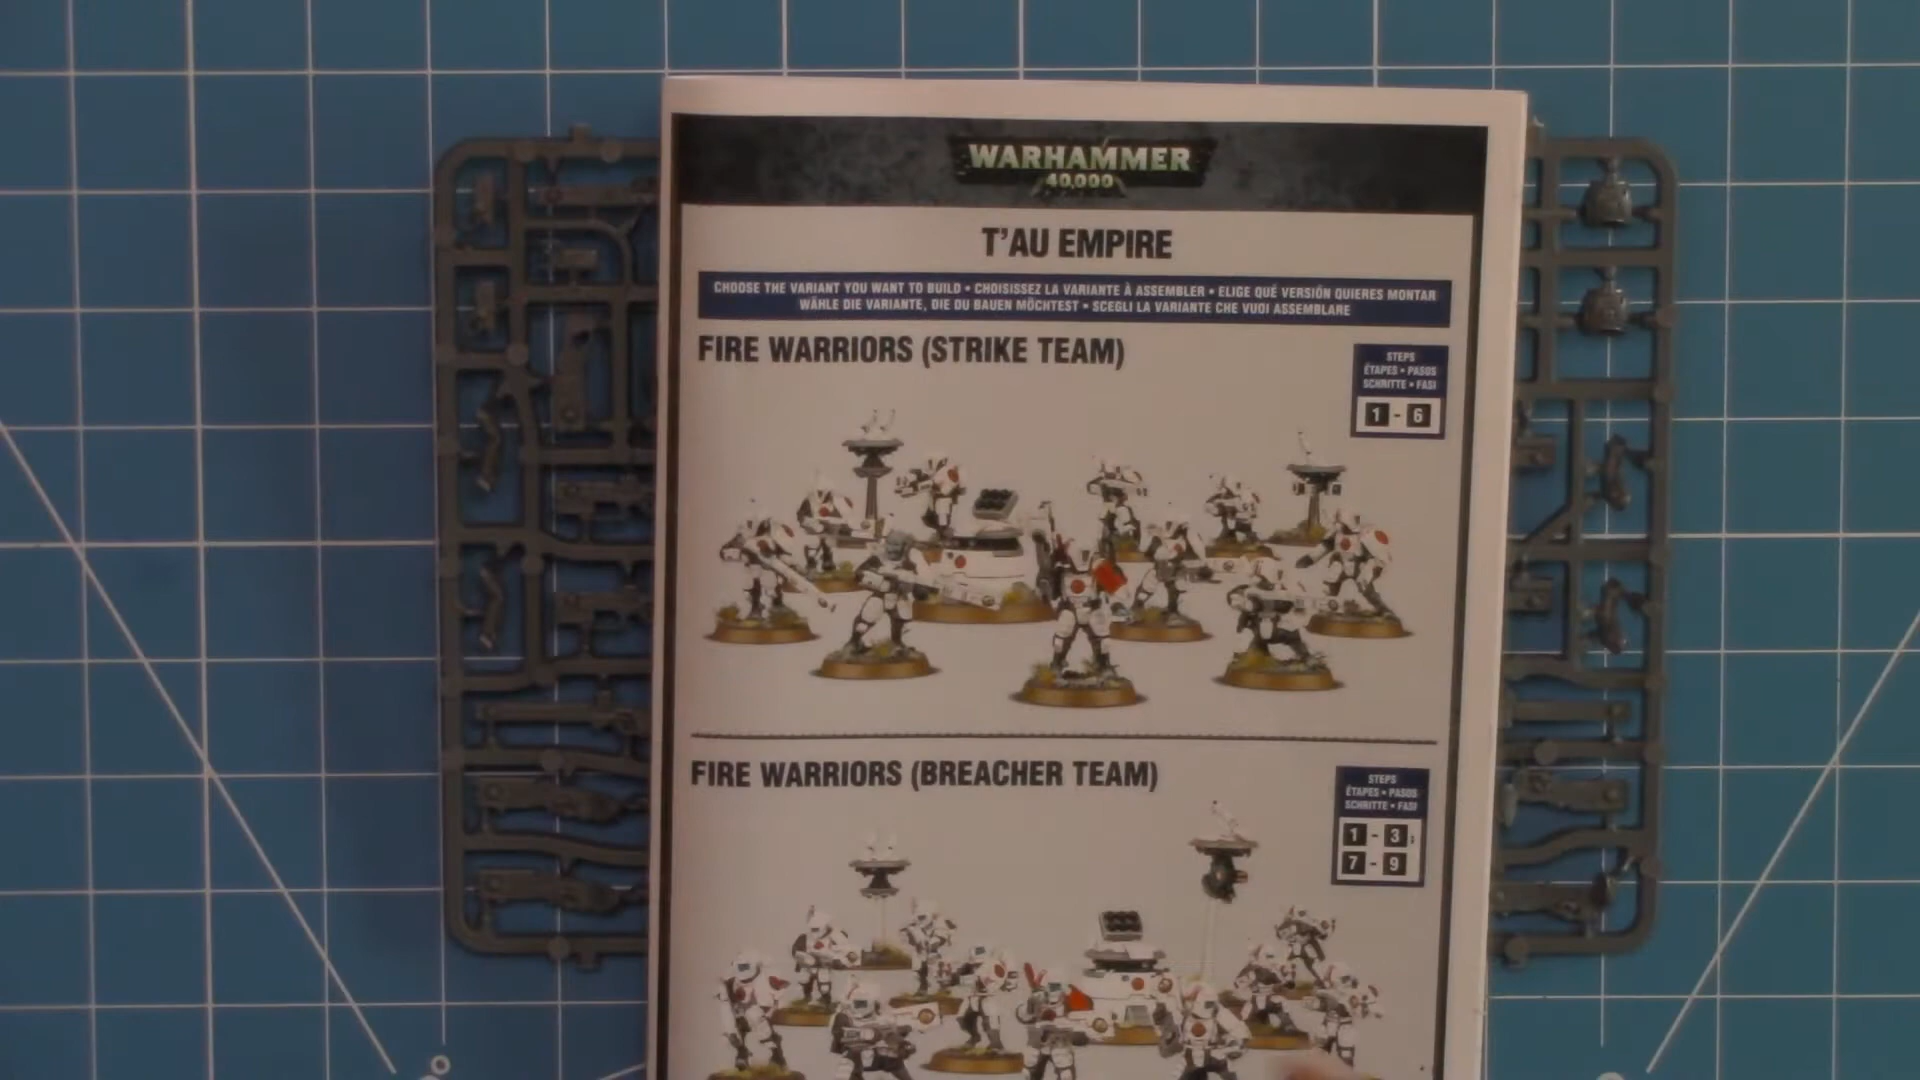 WARHAMMER
40,000
T'AU EMPIRE
CHOOSE THE VARIANT YOU WANT TO BUILD • CHOISISSEZ LA VARIANTE À ASSEMBLER • ELIGE QUÉ VERSIÓN QUIERES MONTAR
WÄHLE DIE VARIANTE, DIE DU BAUEN MÖCHTEST • SCEGLI LA VARIANTE CHE VUOI ASSEMBLARE
FIRE WARRIORS (STRIKE TEAM)
STEPS
ÉTAPES • PASOS
SCHRITTE • FASI
1 - 6
FIRE WARRIORS (BREACHER TEAM)
STEPS
ÉTAPES • PASOS
SCHRITTE • FASI
1 - 3;
7 - 9